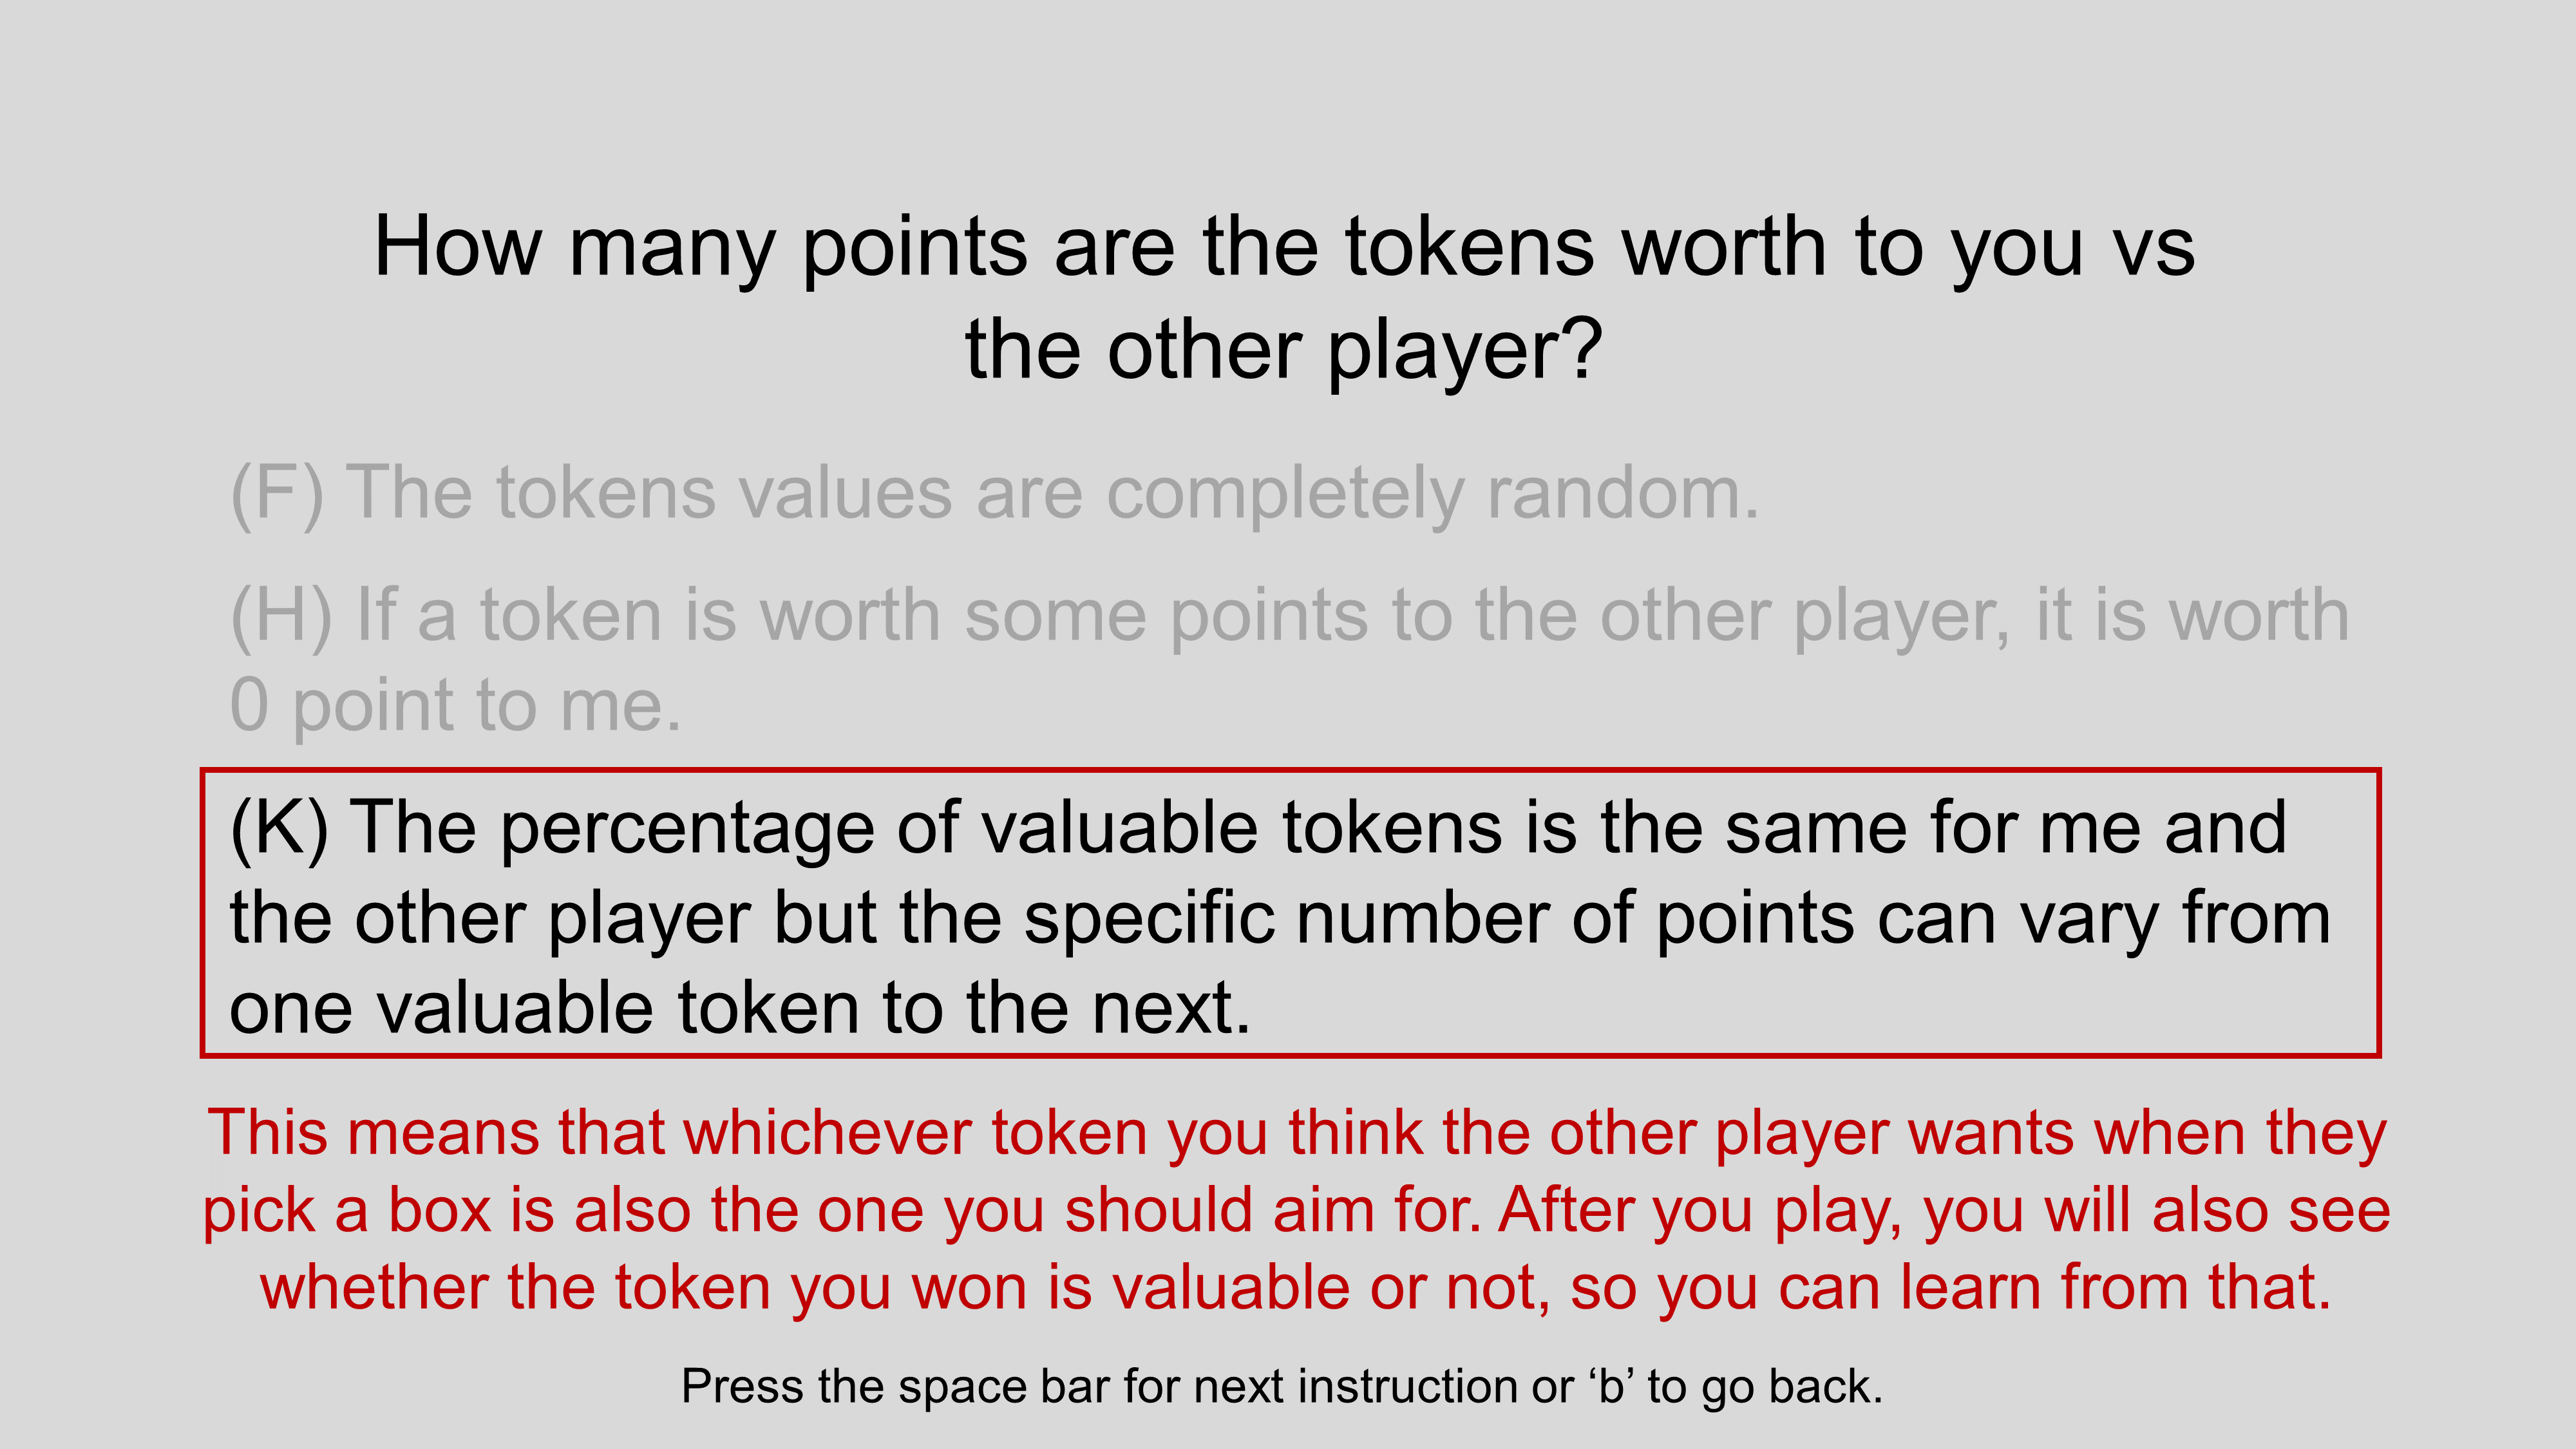 How many points are the tokens worth to you vs
the other player?
(F) The tokens values are completely random.
(H) If a token is worth some points to the other player, it is worth
0 point to me.
(K) The percentage of valuable tokens is the same for me and
the other player but the specific number of points can vary from
one valuable token to the next.
This means that whichever token you think the other player wants when they
pick a box is also the one you should aim for. After you play, you will also see
whether the token you won is valuable or not, so you can learn from that.
Press the space bar for next instruction or ‘b’ to go back.